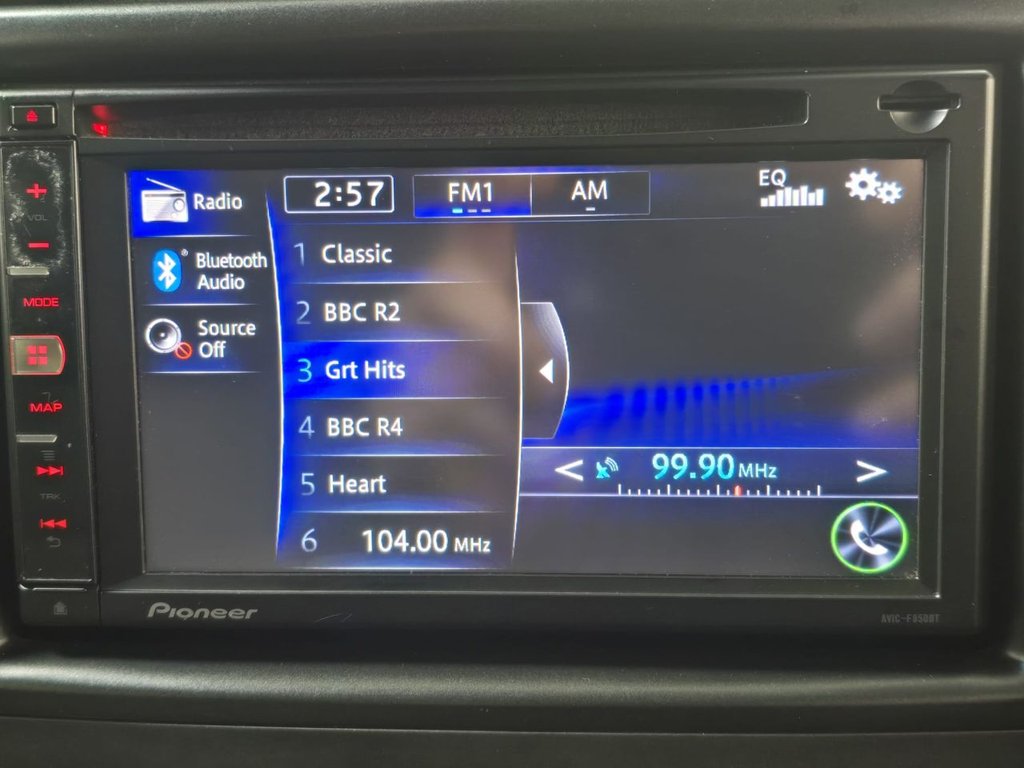 VOL
MODE
MAP
TRK
Radio
Bluetooth
Audio
Source
Off
2:57
FM1
AM
EQ
1 Classic
2 BBC R2
3 Grt Hits
4 BBC R4
5 Heart
6 104.00 MHz
< 99.90 MHz >
Pioneer
AVIC-F850BT